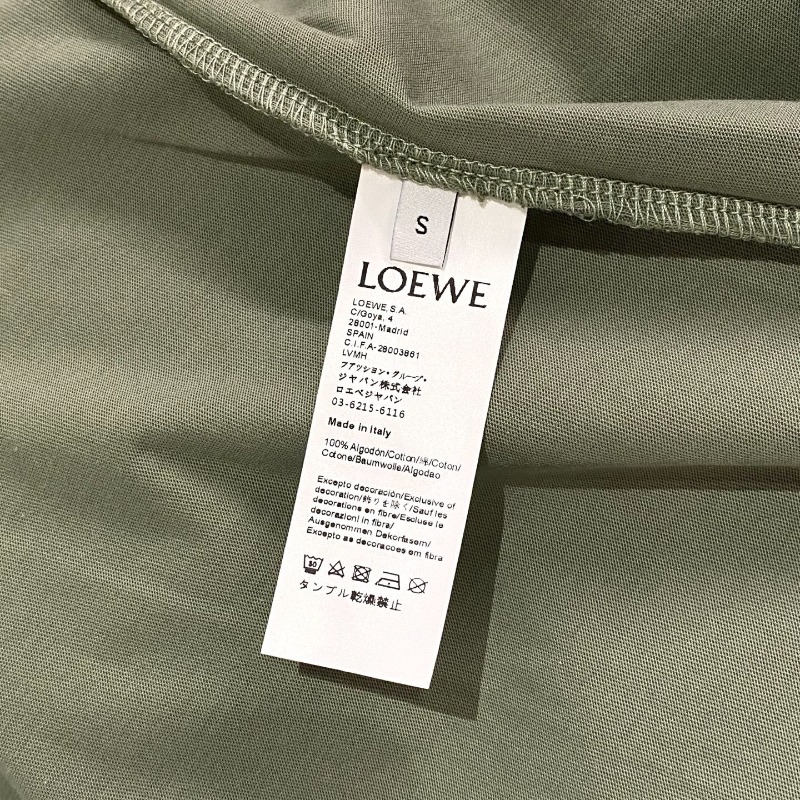 S
LOEWE
LOEWE, S.A.
C/Goya, 4
28001-Madrid
SPAIN
C.I.F.A-28003861
LVMH
ファッション・グループ・
ジャパン株式会社
ロエベジャパン
03-6215-6116
Made in Italy
100% Algodón/Cotton/綿/Coton/
Cotone/Baumwolle/Algodao
Excepto decoración/Exclusive of
decoration/飾りを除く/Sauf les
decorations en fibre/Escluse le
decorazioni in fibra/
Ausgenommen Dekorfasern/
Excepto as decoracoes em fibra
30
タンブル乾燥禁止